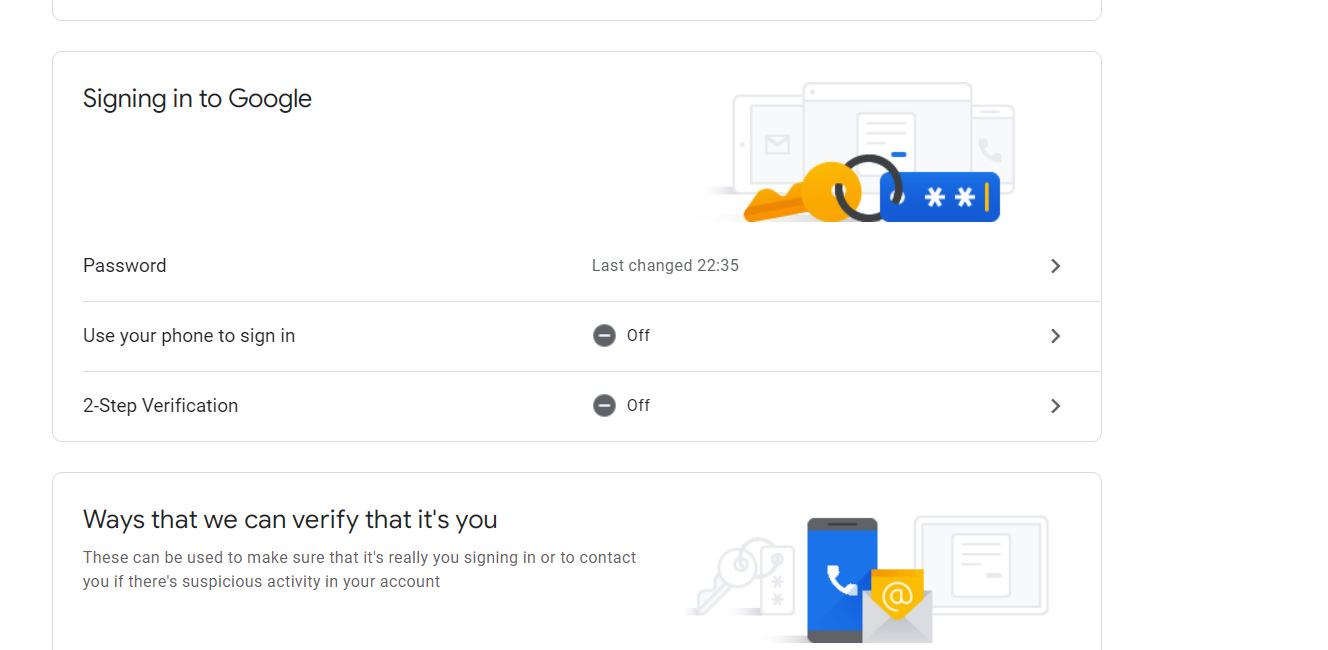 Signing in to Google
Password
Last changed 22:35
Use your phone to sign in
Off
2-Step Verification
Off
Ways that we can verify that it's you
These can be used to make sure that it's really you signing in or to contact
you if there's suspicious activity in your account